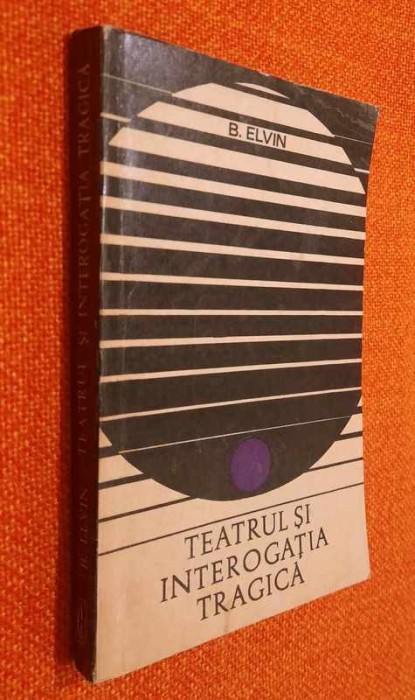 B. ELVIN
TEATRUL ȘI
INTEROGAȚIA
TRAGICĂ
B. ELVIN TEATRUL ȘI INTEROGAȚIA TRAGICĂ